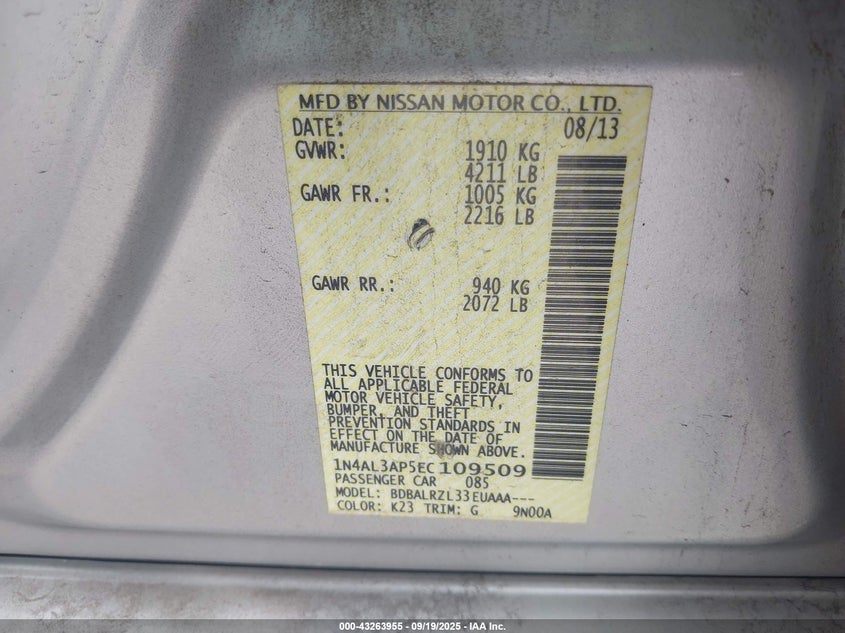 MFD BY NISSAN MOTOR CO., LTD.
DATE: 08/13
GVWR: 1910 KG
4211 LB
GAWR FR.: 1005 KG
2216 LB
GAWR RR.: 940 KG
2072 LB
THIS VEHICLE CONFORMS TO
ALL APPLICABLE FEDERAL
MOTOR VEHICLE SAFETY,
BUMPER, AND THEFT
PREVENTION STANDARDS IN
EFFECT ON THE DATE OF
MANUFACTURE SHOWN ABOVE.
1N4AL3AP5EC109509
PASSENGER CAR 085
MODEL: BDBALRZL33EUAAA---
COLOR: K23 TRIM: G 9N00A
000-43263955 - 09/19/2025 - IAA Inc.